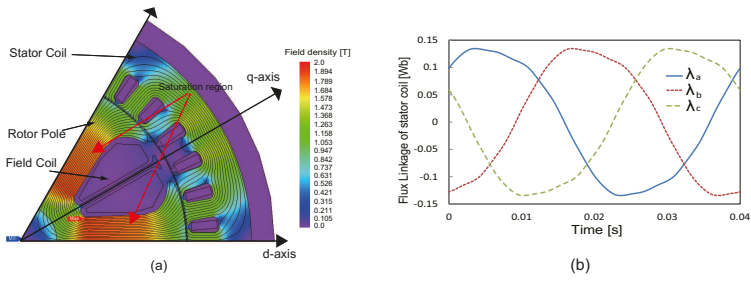 Stator Coil
Rotor Pole
Field Coil
Saturation region
q-axis
d-axis
Field density [T]
2.0
1.894
1.789
1.684
1.578
1.473
1.368
1.263
1.158
1.053
0.947
0.842
0.737
0.631
0.526
0.421
0.315
0.211
0.105
0.0
(a)
Flux Linkage of stator coil [Wb]
0.15
0.1
0.05
0
-0.05
-0.1
-0.15
λa
λb
λc
0
0.01
0.02
0.03
0.04
Time [s]
(b)